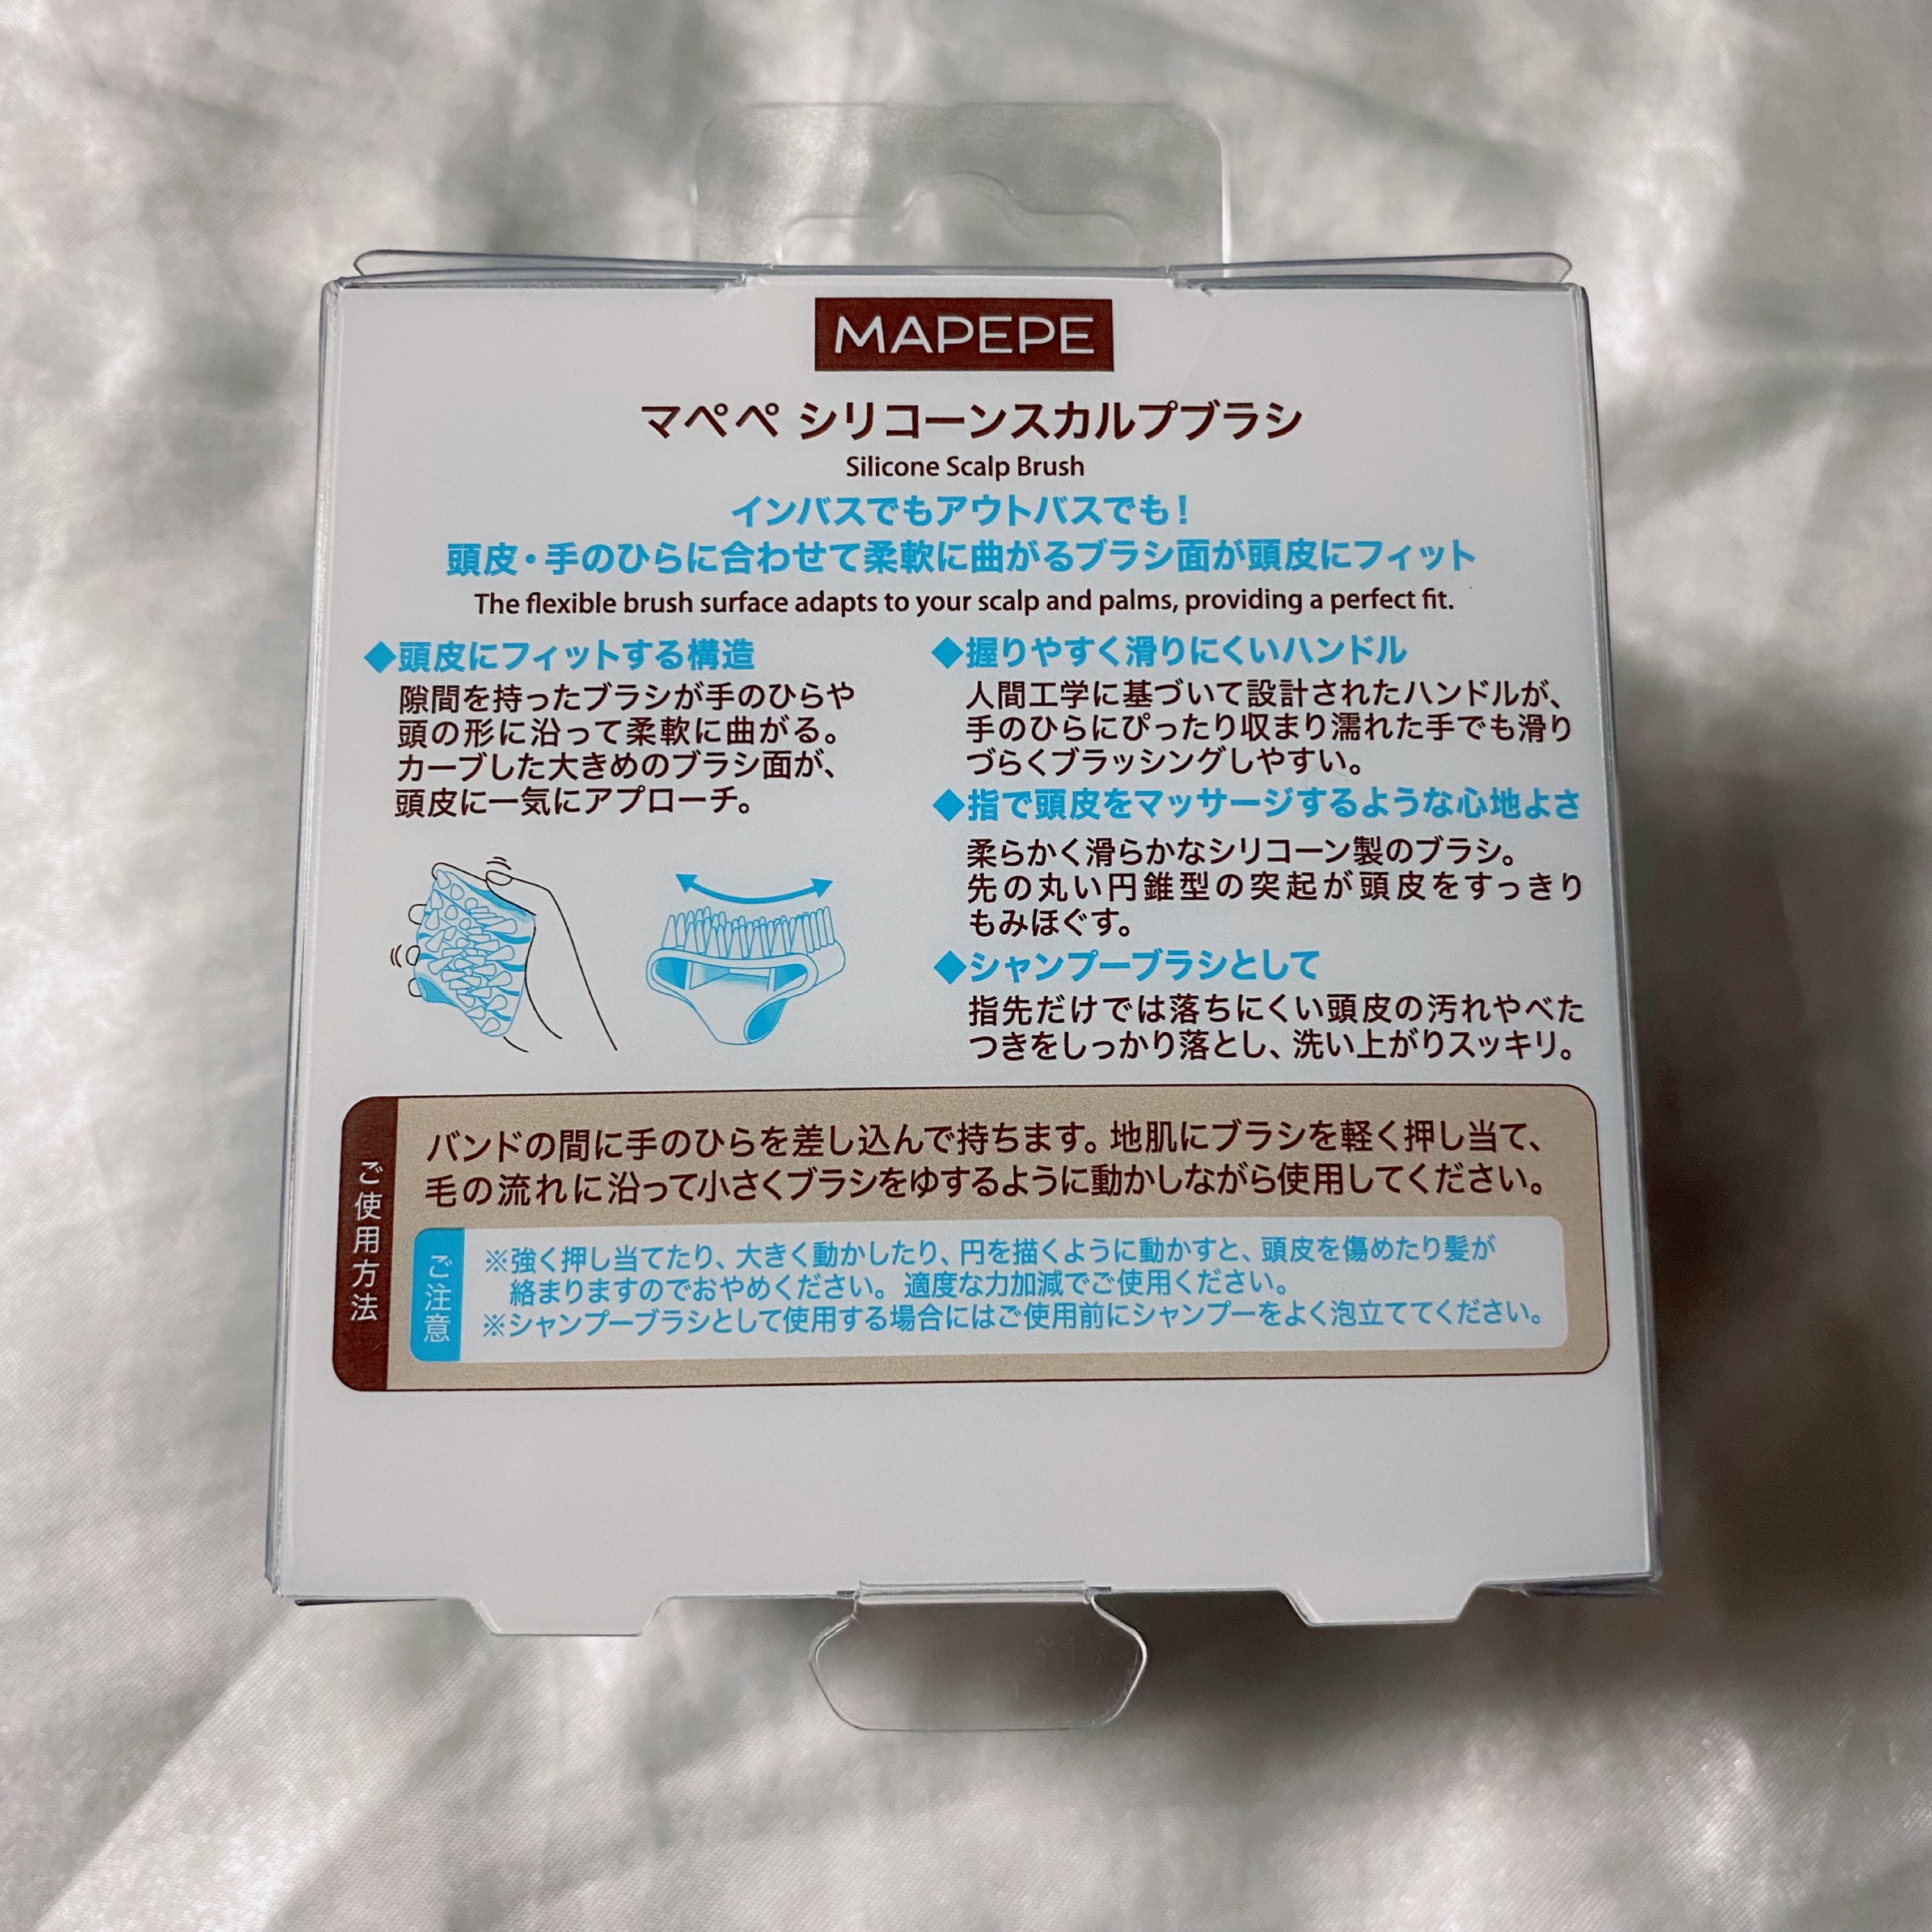 MAPEPE
マペペ シリコーンスカルプブラシ
Silicone Scalp Brush
インバスでもアウトバスでも！
頭皮・手のひらに合わせて柔軟に曲がるブラシ面が頭皮にフィット
The flexible brush surface adapts to your scalp and palms, providing a perfect fit.
◆頭皮にフィットする構造
隙間を持ったブラシが手のひらや
頭の形に沿って柔軟に曲がる。
カーブした大きめのブラシ面が、
頭皮に一気にアプローチ。
◆握りやすく滑りにくいハンドル
人間工学に基づいて設計されたハンドルが、
手のひらにぴったり収まり濡れた手でも滑り
づらくブラッシングしやすい。
◆指で頭皮をマッサージするような心地よさ
柔らかく滑らかなシリコーン製のブラシ。
先の丸い円錐型の突起が頭皮をすっきり
もみほぐす。
◆シャンプーブラシとして
指先だけでは落ちにくい頭皮の汚れやべた
つきをしっかり落とし、洗い上がりスッキリ。
ご使用方法
バンドの間に手のひらを差し込んで持ちます。地肌にブラシを軽く押し当て、
毛の流れに沿って小さくブラシをゆするように動かしながら使用してください。
ご注意
※強く押し当てたり、大きく動かしたり、円を描くように動かすと、頭皮を傷めたり髪が
絡まりますのでおやめください。適度な力加減でご使用ください。
※シャンプーブラシとして使用する場合にはご使用前にシャンプーをよく泡立ててください。